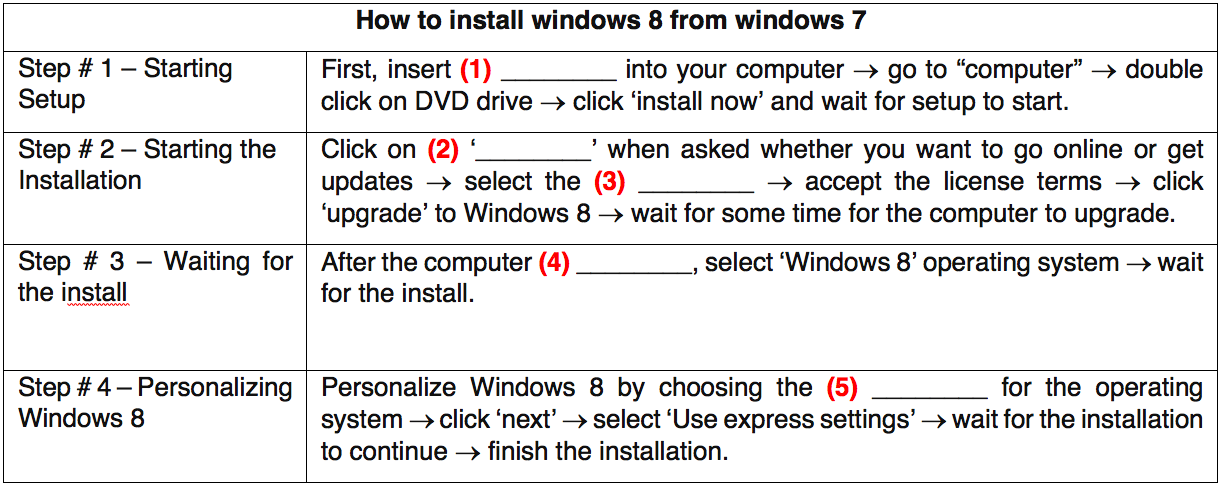 How to install windows 8 from windows 7
Step # 1 – Starting
Setup
First, insert (1) ________ into your computer → go to “computer” → double
click on DVD drive → click ‘install now’ and wait for setup to start.
Step # 2 – Starting the
Installation
Click on (2) ‘________’ when asked whether you want to go online or get
updates → select the (3) ________ → accept the license terms → click
‘upgrade’ to Windows 8 → wait for some time for the computer to upgrade.
Step # 3 – Waiting for
the install
After the computer (4) ________, select ‘Windows 8’ operating system → wait
for the install.
Step # 4 – Personalizing
Windows 8
Personalize Windows 8 by choosing the (5) ________ for the operating
system → click ‘next’ → select ‘Use express settings’ → wait for the installation
to continue → finish the installation.